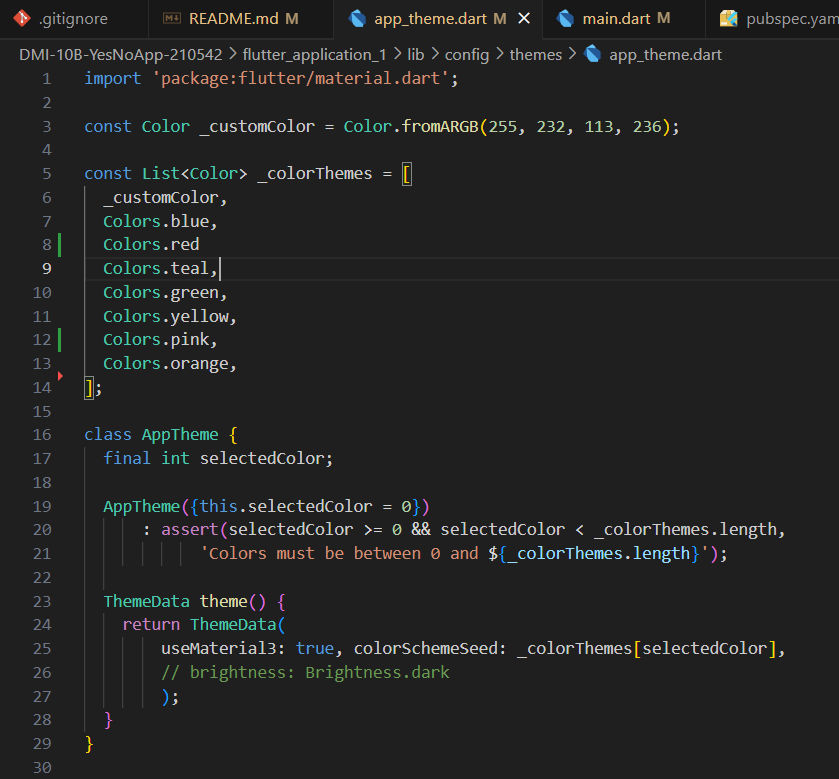 .gitignore README.md M app_theme.dart M main.dart M pubspec.yam
DMI-10B-YesNoApp-210542 > flutter_application_1 > lib > config > themes > app_theme.dart
1 import 'package:flutter/material.dart';
2
3 const Color _customColor = Color.fromARGB(255, 232, 113, 236);
4
5 const List<Color> _colorThemes = [
6 _customColor,
7 Colors.blue,
8 Colors.red
9 Colors.teal,
10 Colors.green,
11 Colors.yellow,
12 Colors.pink,
13 Colors.orange,
14 ];
15
16 class AppTheme {
17 final int selectedColor;
18
19 AppTheme({this.selectedColor = 0})
20 : assert(selectedColor >= 0 && selectedColor < _colorThemes.length,
21 'Colors must be between 0 and ${_colorThemes.length}');
22
23 ThemeData theme() {
24 return ThemeData(
25 useMaterial3: true, colorSchemeSeed: _colorThemes[selectedColor],
26 // brightness: Brightness.dark
27 );
28 }
29 }
30